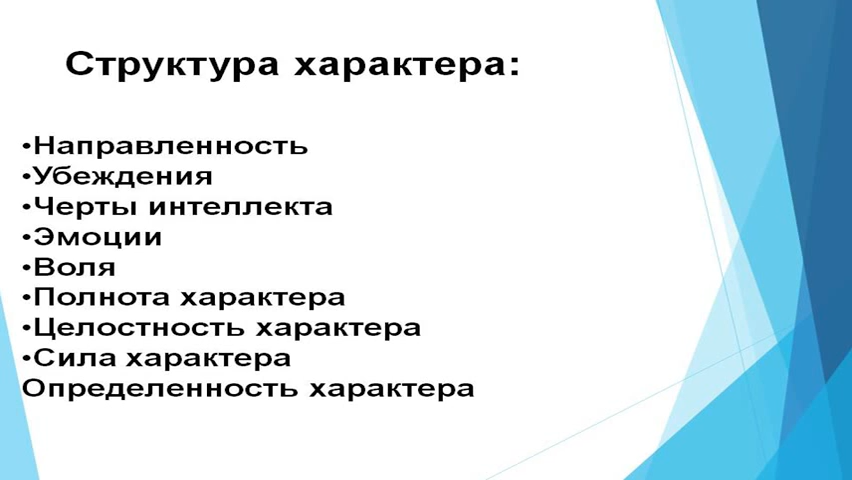 Структура характера:
•Направленность
•Убеждения
•Черты интеллекта
•Эмоции
•Воля
•Полнота характера
•Целостность характера
•Сила характера
Определенность характера